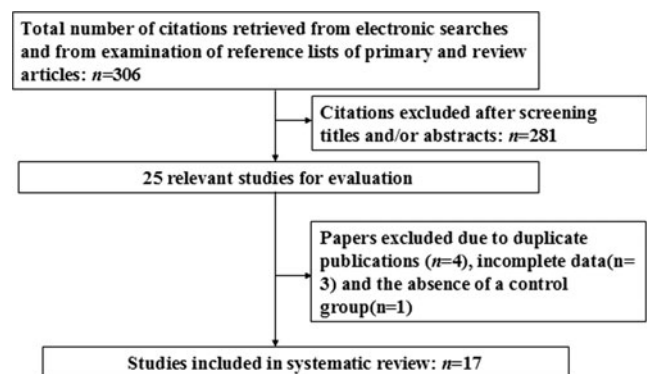 Total number of citations retrieved from electronic searches
and from examination of reference lists of primary and review
articles: n=306
Citations excluded after screening
titles and/or abstracts: n=281
25 relevant studies for evaluation
Papers excluded due to duplicate
publications (n=4), incomplete data(n=
3) and the absence of a control
group(n=1)
Studies included in systematic review: n=17